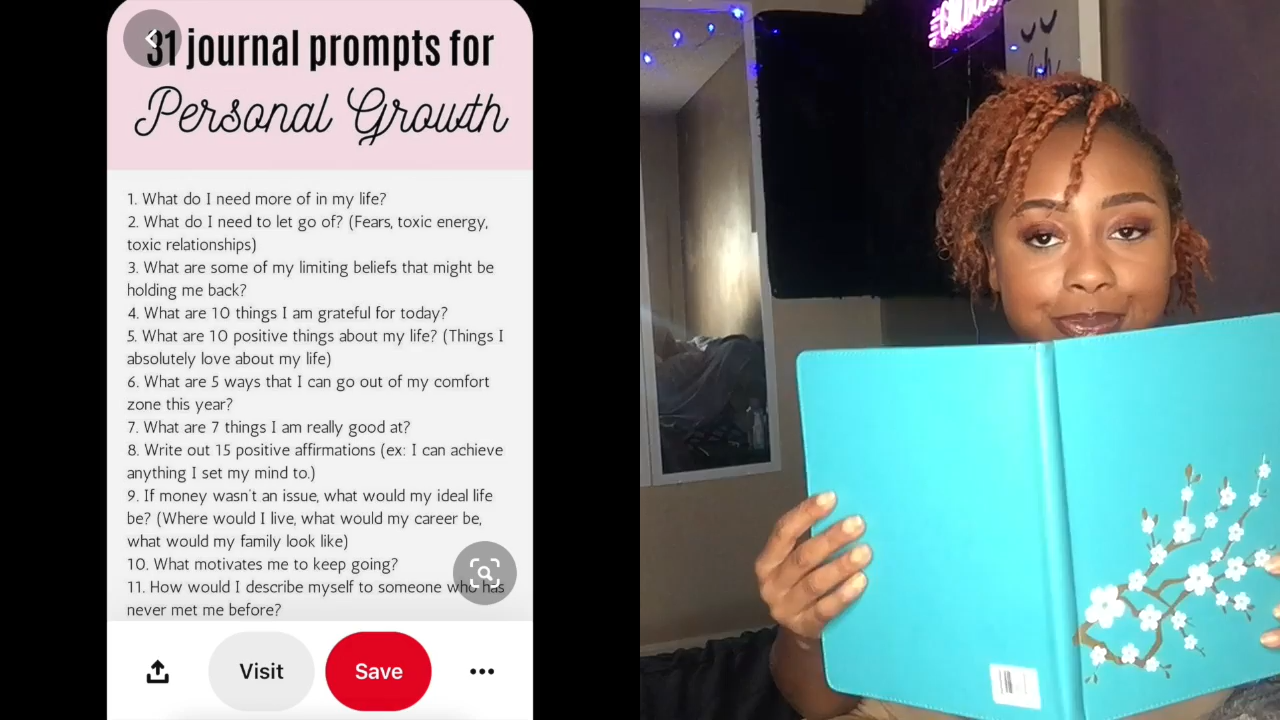 31 journal prompts for
Personal Growth
1. What do I need more of in my life?
2. What do I need to let go of? (Fears, toxic energy,
toxic relationships)
3. What are some of my limiting beliefs that might be
holding me back?
4. What are 10 things I am grateful for today?
5. What are 10 positive things about my life? (Things I
absolutely love about my life)
6. What are 5 ways that I can go out of my comfort
zone this year?
7. What are 7 things I am really good at?
8. Write out 15 positive affirmations (ex: I can achieve
anything I set my mind to.)
9. If money wasn't an issue, what would my ideal life
be? (Where would I live, what would my career be,
what would my family look like)
10. What motivates me to keep going?
11. How would I describe myself to someone who has
never met me before?
Visit
Save